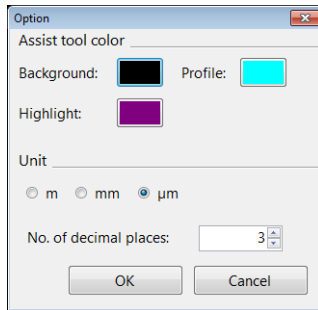 Option
Assist tool color
Background: Profile:
Highlight:
Unit
m mm µm
No. of decimal places: 3
OK Cancel